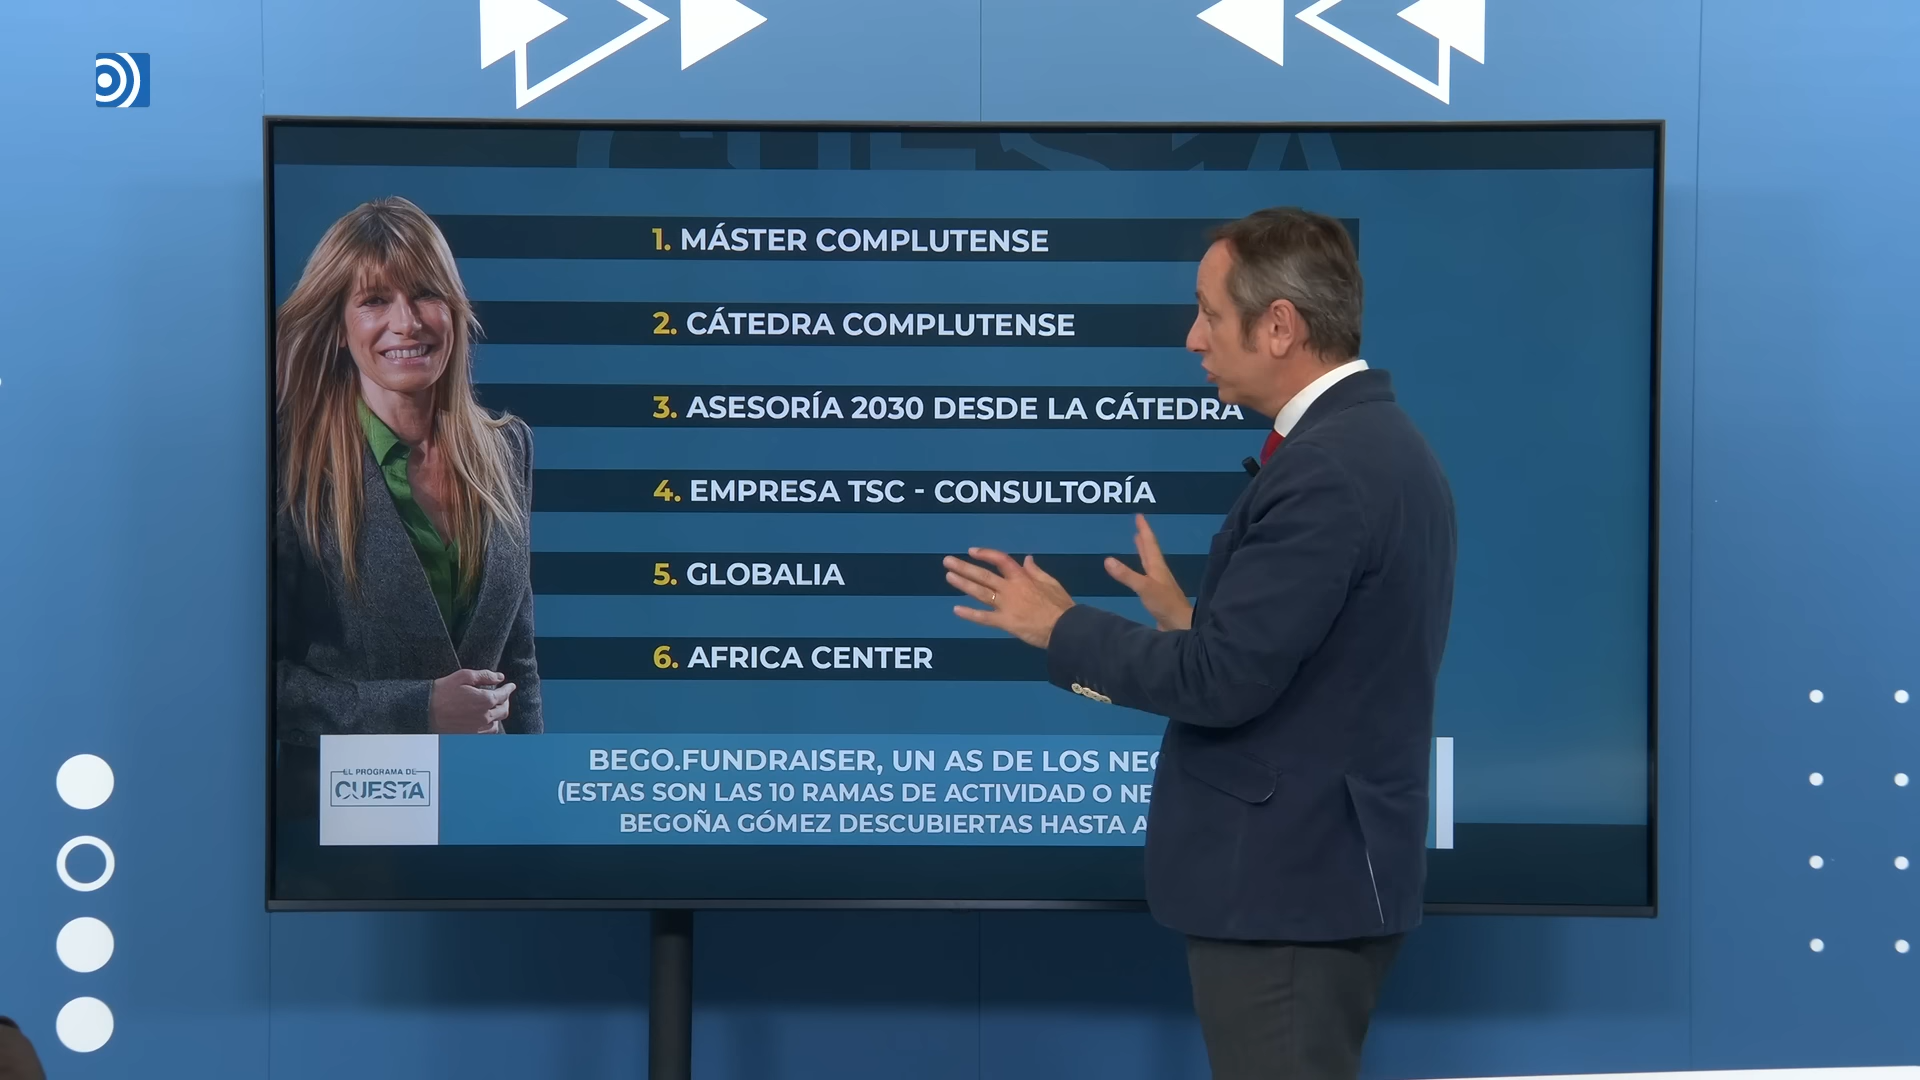 CUESTA
1. MÁSTER COMPLUTENSE
2. CÁTEDRA COMPLUTENSE
3. ASESORÍA 2030 DESDE LA CÁTEDRA
4. EMPRESA TSC - CONSULTORÍA
5. GLOBALIA
6. AFRICA CENTER
EL PROGRAMA DE
CUESTA
BEGO.FUNDRAISER, UN AS DE LOS
(ESTAS SON LAS 10 RAMAS DE ACTIVIDAD O
BEGOÑA GÓMEZ DESCUBIERTAS HASTA